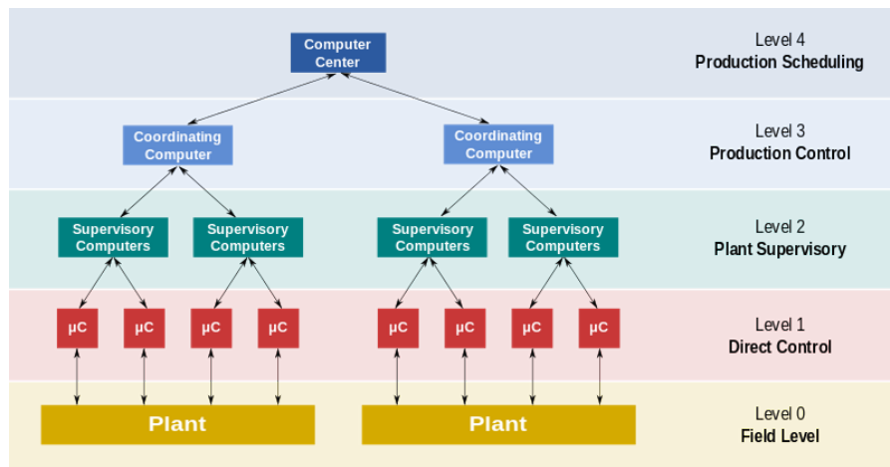 Computer
Center
Level 4
Production Scheduling
Coordinating
Computer
Coordinating
Computer
Level 3
Production Control
Supervisory
Computers
Supervisory
Computers
Supervisory
Computers
Supervisory
Computers
Level 2
Plant Supervisory
µC
µC
µC
µC
µC
µC
µC
µC
Level 1
Direct Control
Plant
Plant
Level 0
Field Level